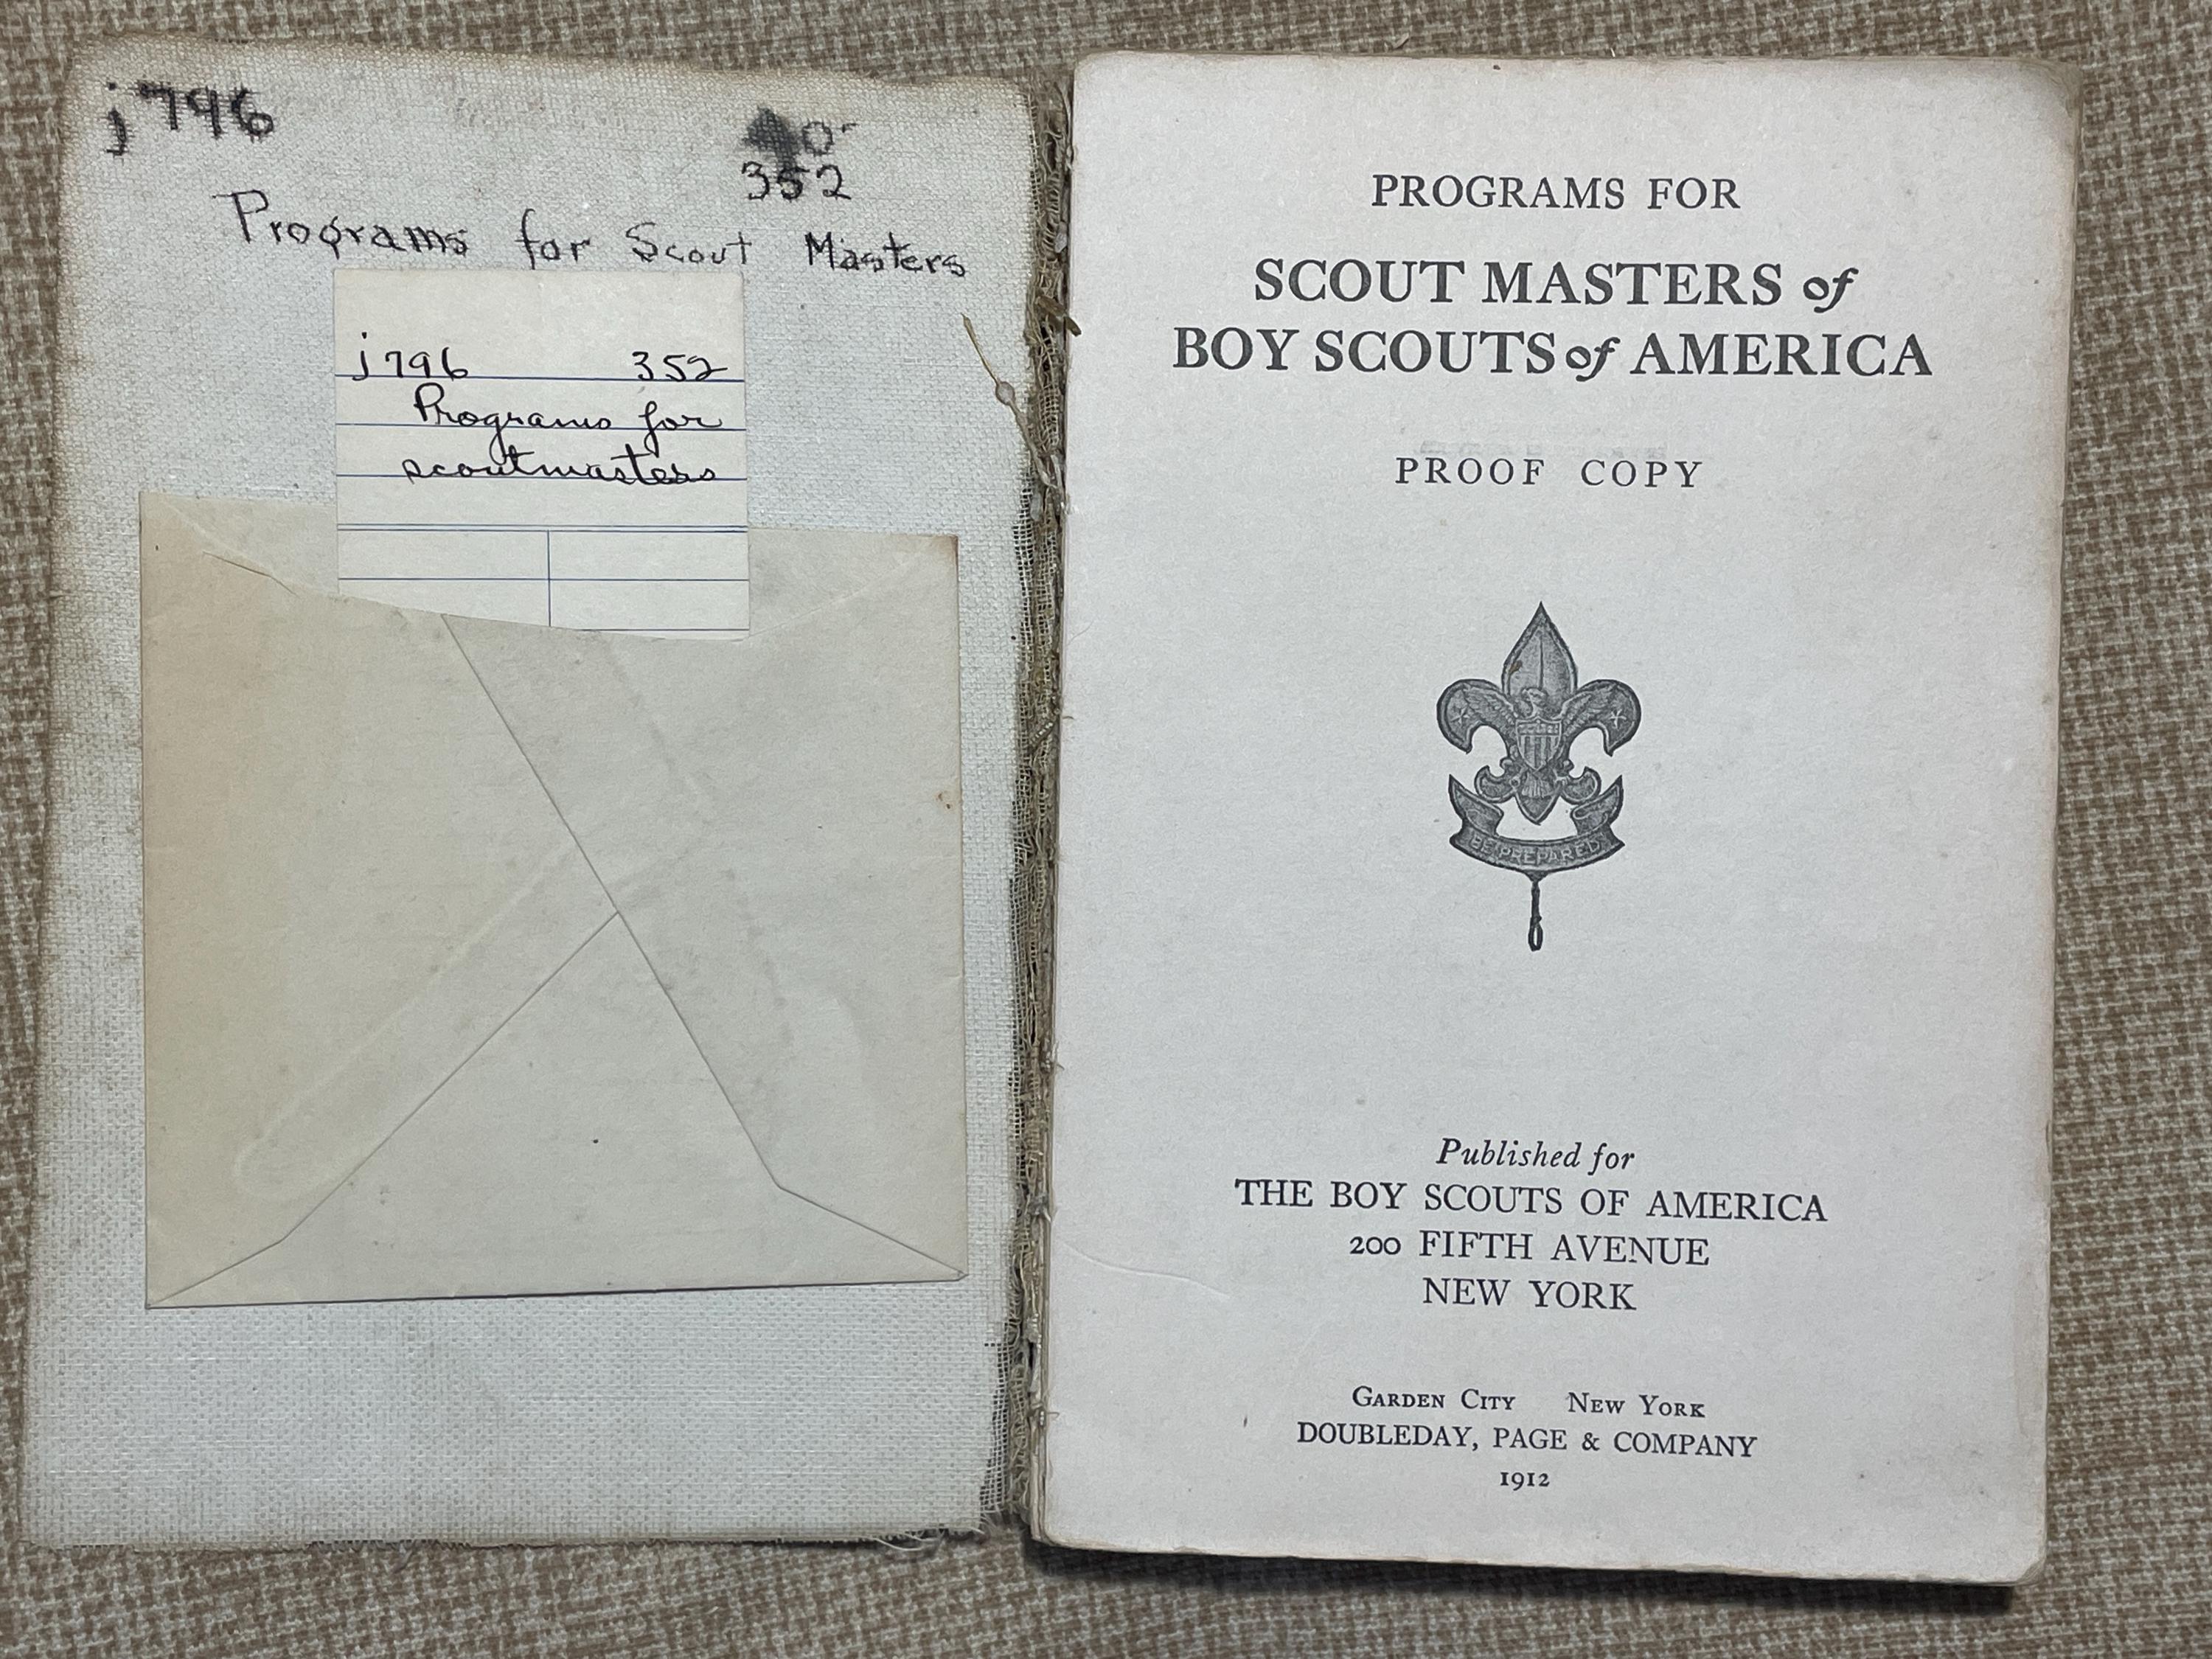 j796
352
Programs for Scout Masters
j796 352
Programs for
scoutmasters
PROGRAMS FOR
SCOUT MASTERS of
BOY SCOUTS of AMERICA
PROOF COPY
BE PREPARED
Published for
THE BOY SCOUTS OF AMERICA
200 FIFTH AVENUE
NEW YORK
GARDEN CITY NEW YORK
DOUBLEDAY, PAGE & COMPANY
1912